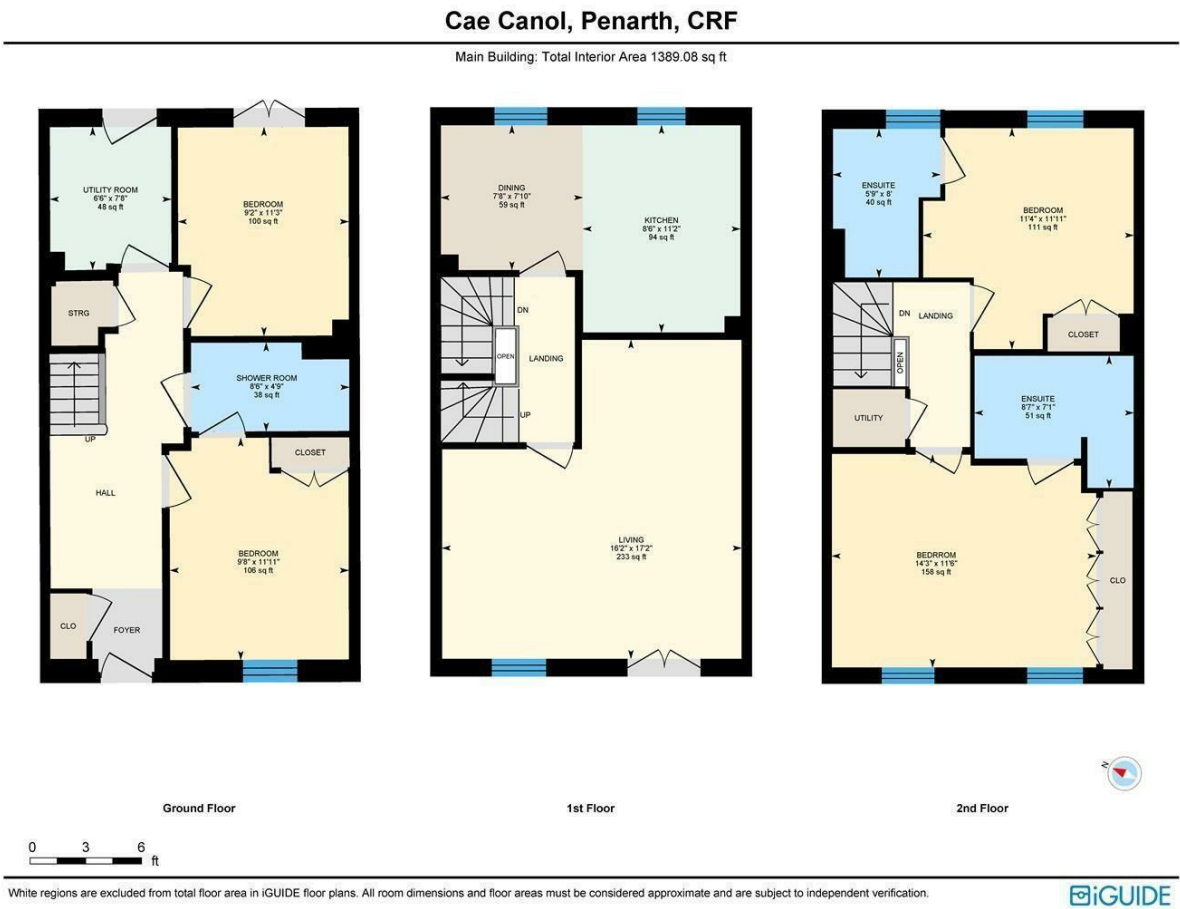 Cae Canol, Penarth, CRF
Main Building: Total Interior Area 1389.08 sq ft
UTILITY ROOM
6'6" x 7'8"
48 sq ft
BEDROOM
9'2" x 11'3"
100 sq ft
STRG
SHOWER ROOM
8'6" x 4'9"
38 sq ft
UP
CLOSET
HALL
BEDROOM
9'8" x 11'11"
106 sq ft
CLO
FOYER
Ground Floor
DINING
7'8" x 7'10"
59 sq ft
KITCHEN
8'6" x 11'2"
94 sq ft
DN
OPEN
LANDING
UP
LIVING
16'2" x 17'2"
233 sq ft
1st Floor
ENSUITE
5'9" x 8'
40 sq ft
BEDROOM
11'4" x 11'11"
111 sq ft
DN
LANDING
OPEN
CLOSET
UTILITY
ENSUITE
8'7" x 7'1"
51 sq ft
BEDRROM
14'3" x 11'6"
158 sq ft
CLO
2nd Floor
N
0 3 6
ft
White regions are excluded from total floor area in iGUIDE floor plans. All room dimensions and floor areas must be considered approximate and are subject to independent verification.
iGUIDE